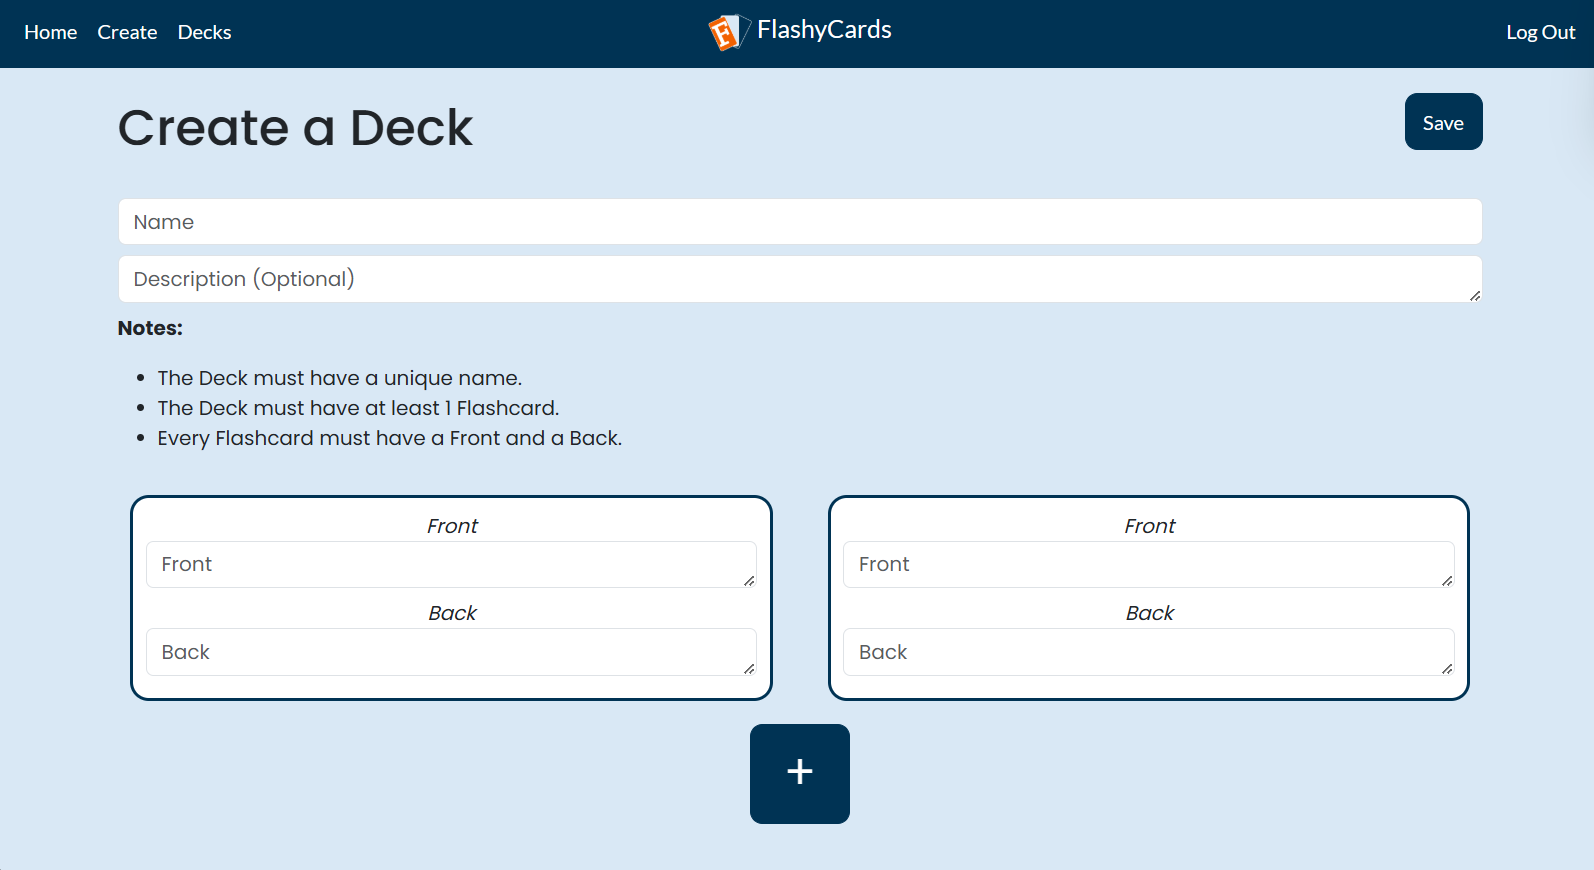 Home Create Decks
F FlashyCards
Log Out
Create a Deck
Save
Name
Description (Optional)
Notes:
• The Deck must have a unique name.
• The Deck must have at least 1 Flashcard.
• Every Flashcard must have a Front and a Back.
Front
Front
Back
Back
Front
Front
Back
Back
+